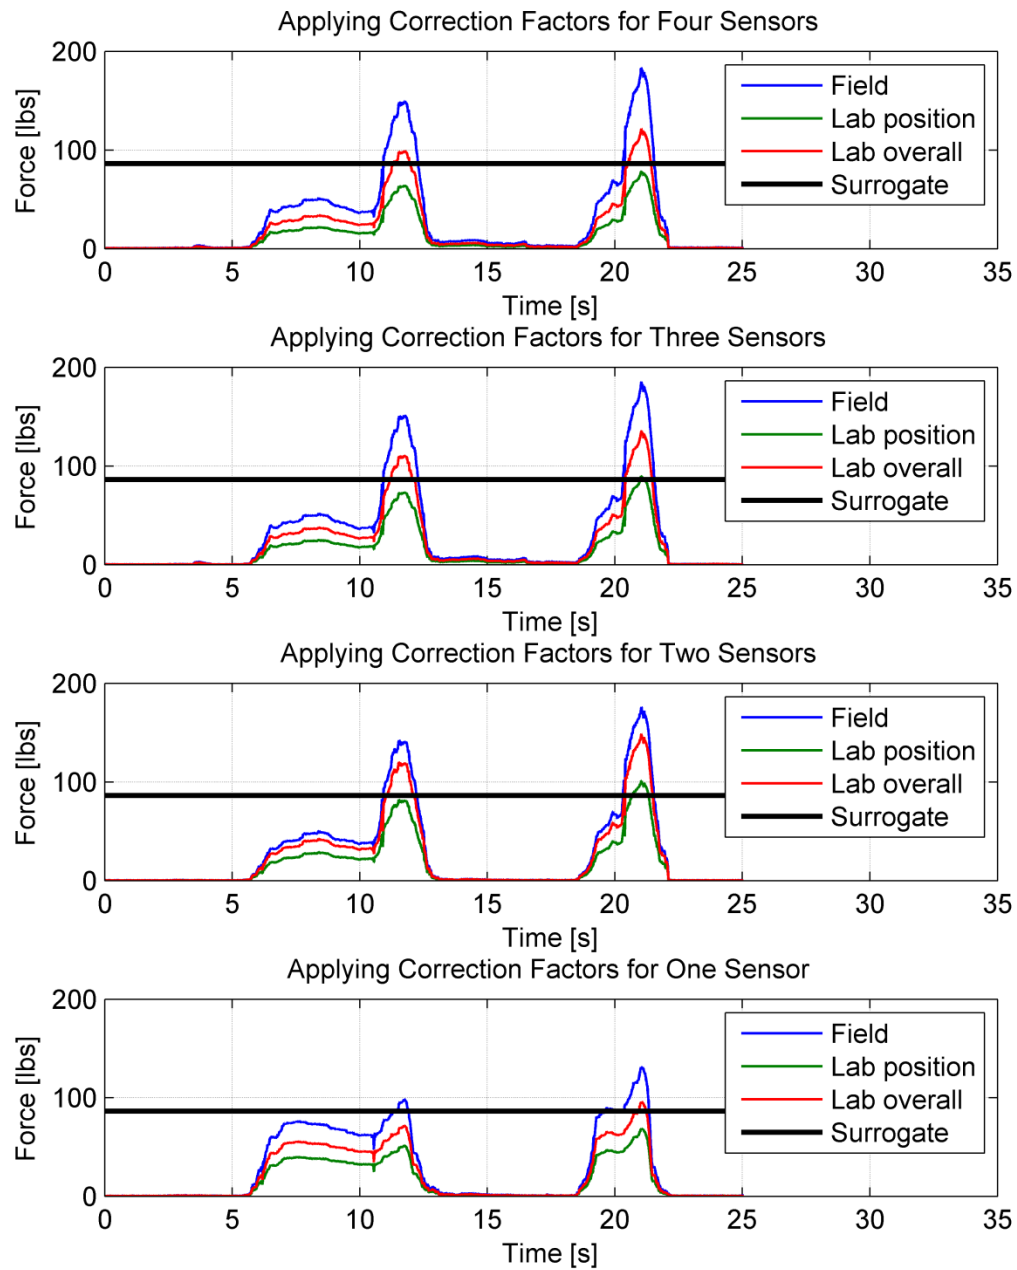 Applying Correction Factors for Four Sensors
200
100
0
Force [lbs]
Field
Lab position
Lab overall
Surrogate
0 5 10 15 20 25 30 35
Time [s]
Applying Correction Factors for Three Sensors
200
100
0
Force [lbs]
Field
Lab position
Lab overall
Surrogate
0 5 10 15 20 25 30 35
Time [s]
Applying Correction Factors for Two Sensors
200
100
0
Force [lbs]
Field
Lab position
Lab overall
Surrogate
0 5 10 15 20 25 30 35
Time [s]
Applying Correction Factors for One Sensor
200
100
0
Force [lbs]
Field
Lab position
Lab overall
Surrogate
0 5 10 15 20 25 30 35
Time [s]